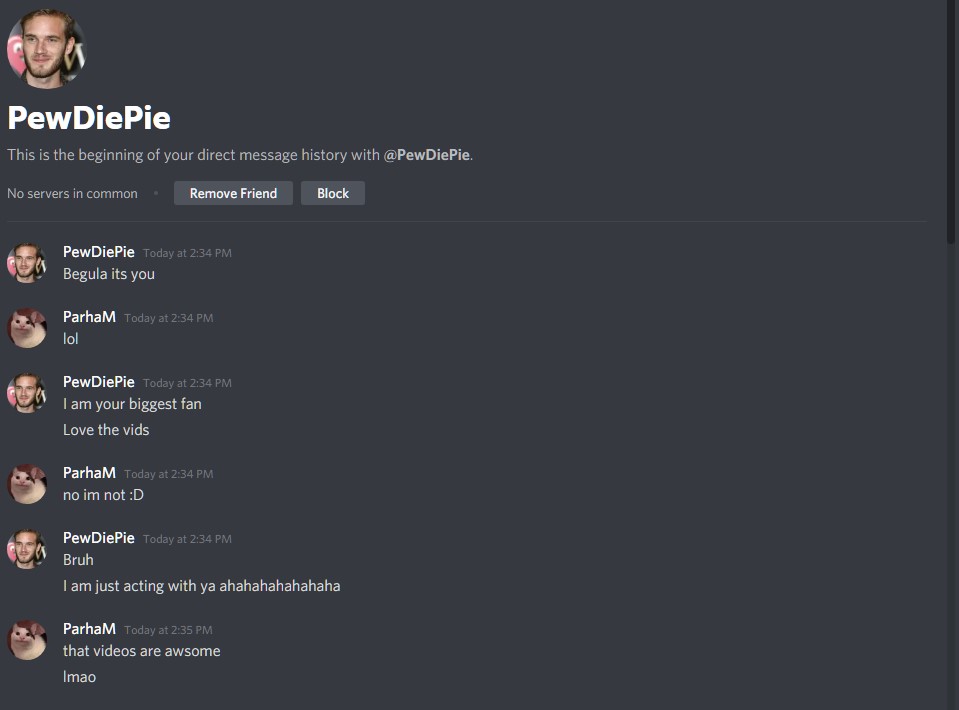 PewDiePie
This is the beginning of your direct message history with @PewDiePie.
No servers in common • Remove Friend Block
PewDiePie Today at 2:34 PM
Begula its you
ParhaM Today at 2:34 PM
lol
PewDiePie Today at 2:34 PM
I am your biggest fan
Love the vids
ParhaM Today at 2:34 PM
no im not :D
PewDiePie Today at 2:34 PM
Bruh
I am just acting with ya ahahahahahahaha
ParhaM Today at 2:35 PM
that videos are awsome
lmao